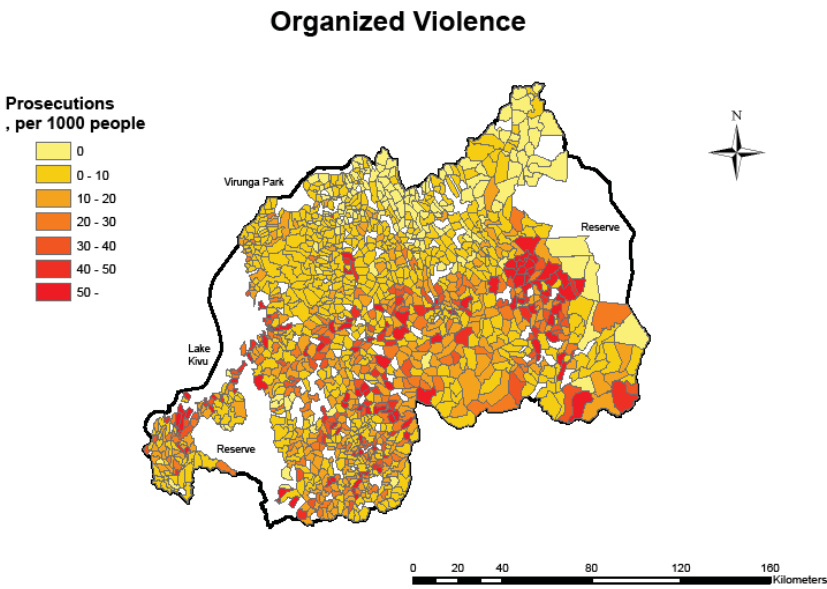 Organized Violence
Prosecutions
, per 1000 people
0
0 - 10
10 - 20
20 - 30
30 - 40
40 - 50
50 -
N
Virunga Park
Reserve
Lake
Kivu
Reserve
0 20 40 80 120 160
Kilometers